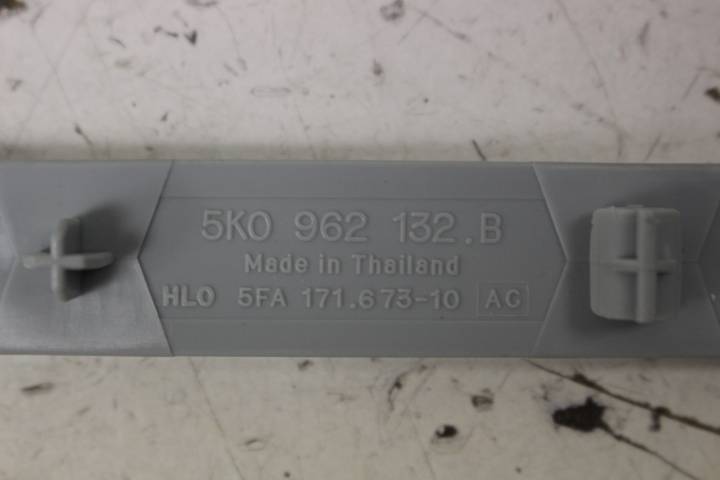 5K0 962 132.B
Made in Thailand
HLO 5FA 171.673-10 AC